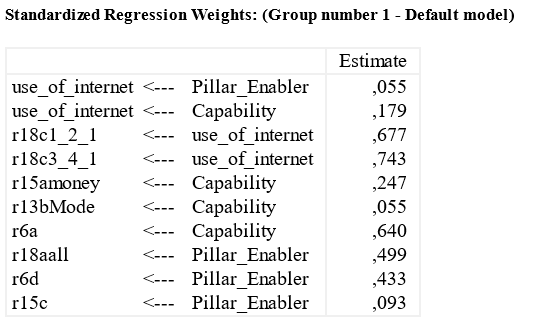 Standardized Regression Weights: (Group number 1 - Default model)
Estimate
use_of_internet <--- Pillar_Enabler ,055
use_of_internet <--- Capability ,179
r18c1_2_1 <--- use_of_internet ,677
r18c3_4_1 <--- use_of_internet ,743
r15amoney <--- Capability ,247
r13bMode <--- Capability ,055
r6a <--- Capability ,640
r18aall <--- Pillar_Enabler ,499
r6d <--- Pillar_Enabler ,433
r15c <--- Pillar_Enabler ,093